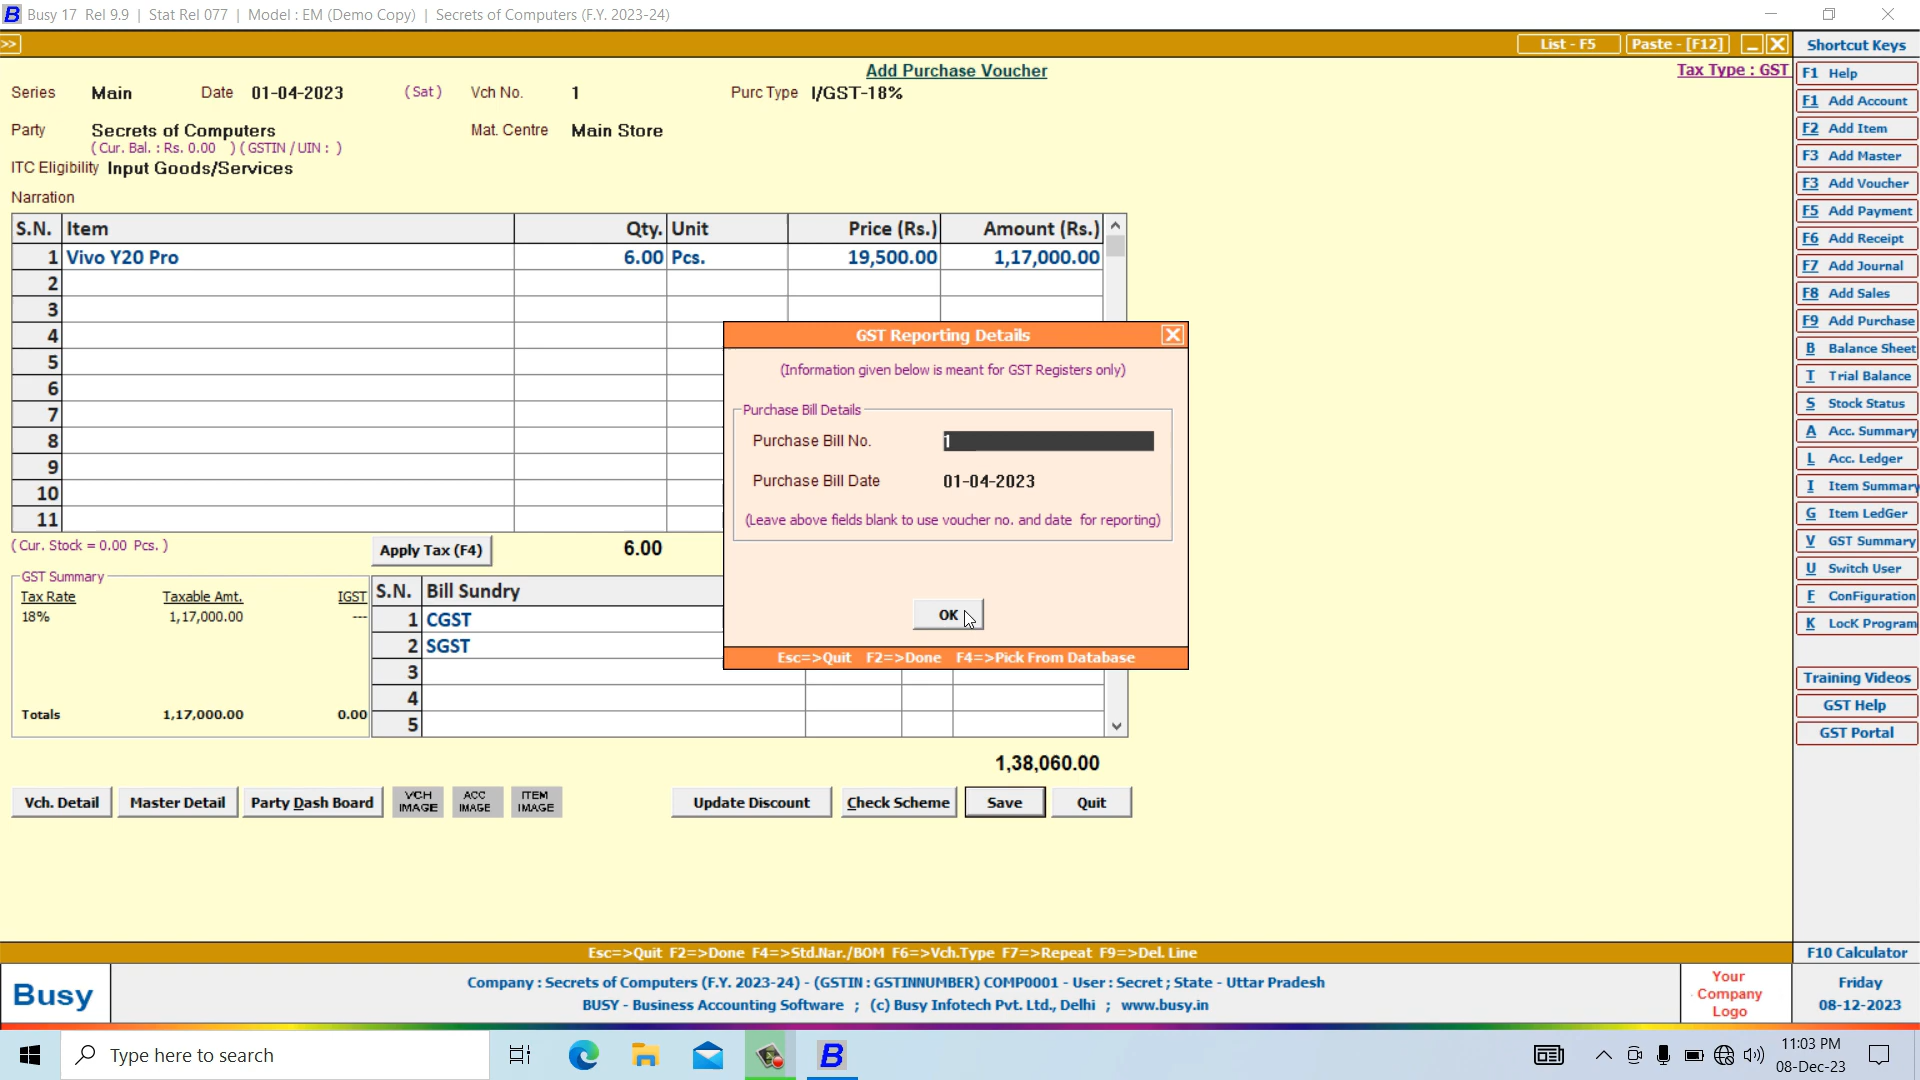 Busy 17 Rel 9.9 | Stat Rel 077 | Model : EM (Demo Copy) | Secrets of Computers (F.Y. 2023-24)
>> List - F5 Paste - [F12]
Shortcut Keys
Add Purchase Voucher
Tax Type : GST
Series Main Date 01-04-2023 (Sat) Vch No. 1 Purc Type I/GST-18%
Party Secrets of Computers Mat. Centre Main Store
( Cur. Bal. : Rs. 0.00 ) ( GSTIN / UIN : )
ITC Eligibility Input Goods/Services
Narration
S.N. Item Qty. Unit Price (Rs.) Amount (Rs.)
1 Vivo Y20 Pro 6.00 Pcs. 19,500.00 1,17,000.00
2
3
4
5
6
7
8
9
10
11
GST Reporting Details
(Information given below is meant for GST Registers only)
Purchase Bill Details
Purchase Bill No. 1
Purchase Bill Date 01-04-2023
(Leave above fields blank to use voucher no. and date for reporting)
OK
Esc=>Quit F2=>Done F4=>Pick From Database
( Cur. Stock = 0.00 Pcs. ) Apply Tax (F4) 6.00
GST Summary
Tax Rate Taxable Amt. IGST
18% 1,17,000.00 ---
Totals 1,17,000.00 0.00
S.N. Bill Sundry
1 CGST
2 SGST
3
4
5
1,38,060.00
Vch. Detail Master Detail Party Dash Board VCH IMAGE ACC IMAGE ITEM IMAGE Update Discount Check Scheme Save Quit
F1 Help
F1 Add Account
F2 Add Item
F3 Add Master
F3 Add Voucher
F5 Add Payment
F6 Add Receipt
F7 Add Journal
F8 Add Sales
F9 Add Purchase
B Balance Sheet
T Trial Balance
S Stock Status
A Acc. Summary
L Acc. Ledger
I Item Summary
G Item LedGer
V GST Summary
U Switch User
F ConFiguration
K LocK Program
Training Videos
GST Help
GST Portal
Esc=>Quit F2=>Done F4=>Std.Nar./BOM F6=>Vch.Type F7=>Repeat F9=>Del. Line
F10 Calculator
Busy
Company : Secrets of Computers (F.Y. 2023-24) - (GSTIN : GSTINNUMBER) COMP0001 - User : Secret ; State - Uttar Pradesh
BUSY - Business Accounting Software ; (c) Busy Infotech Pvt. Ltd., Delhi ; www.busy.in
Your
Company
Logo
Friday
08-12-2023
Type here to search
B
11:03 PM
08-Dec-23